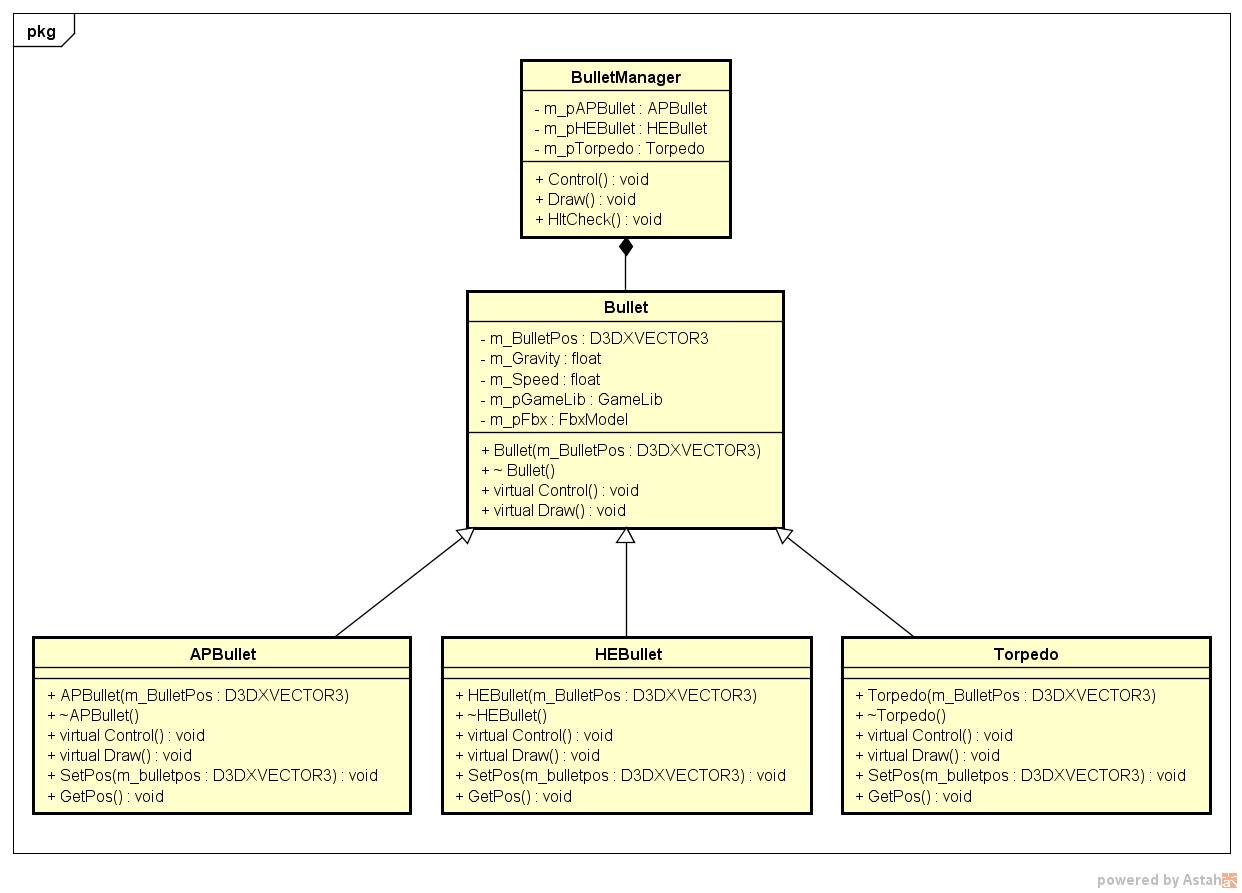 pkg
BulletManager
- m_pAPBullet : APBullet
- m_pHEBullet : HEBullet
- m_pTorpedo : Torpedo
+ Control() : void
+ Draw() : void
+ HItCheck() : void
Bullet
- m_BulletPos : D3DXVECTOR3
- m_Gravity : float
- m_Speed : float
- m_pGameLib : GameLib
- m_pFbx : FbxModel
+ Bullet(m_BulletPos : D3DXVECTOR3)
+ ~ Bullet()
+ virtual Control() : void
+ virtual Draw() : void
APBullet
+ APBullet(m_BulletPos : D3DXVECTOR3)
+ ~APBullet()
+ virtual Control() : void
+ virtual Draw() : void
+ SetPos(m_bulletpos : D3DXVECTOR3) : void
+ GetPos() : void
HEBullet
+ HEBullet(m_BulletPos : D3DXVECTOR3)
+ ~HEBullet()
+ virtual Control() : void
+ virtual Draw() : void
+ SetPos(m_bulletpos : D3DXVECTOR3) : void
+ GetPos() : void
Torpedo
+ Torpedo(m_BulletPos : D3DXVECTOR3)
+ ~Torpedo()
+ virtual Control() : void
+ virtual Draw() : void
+ SetPos(m_bulletpos : D3DXVECTOR3) : void
+ GetPos() : void
powered by Astah